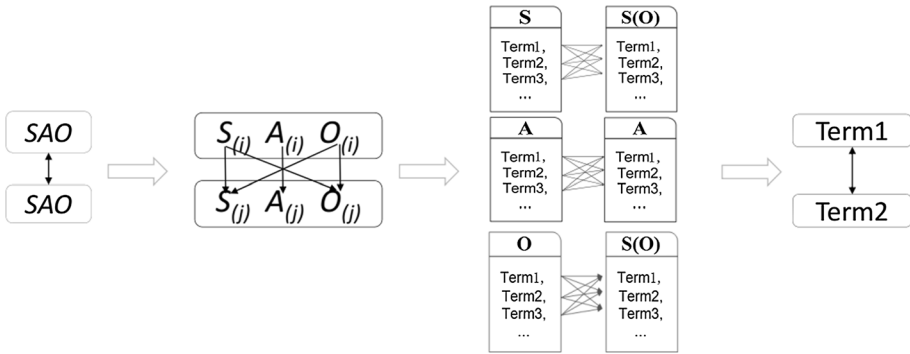 SAO
SAO
S(i) A(i) O(i)
S(j) A(j) O(j)
S
Term1,
Term2,
Term3,
...
S(O)
Term1,
Term2,
Term3,
...
A
Term1,
Term2,
Term3,
...
A
Term1,
Term2,
Term3,
...
O
Term1,
Term2,
Term3,
...
S(O)
Term1,
Term2,
Term3,
...
Term1
Term2